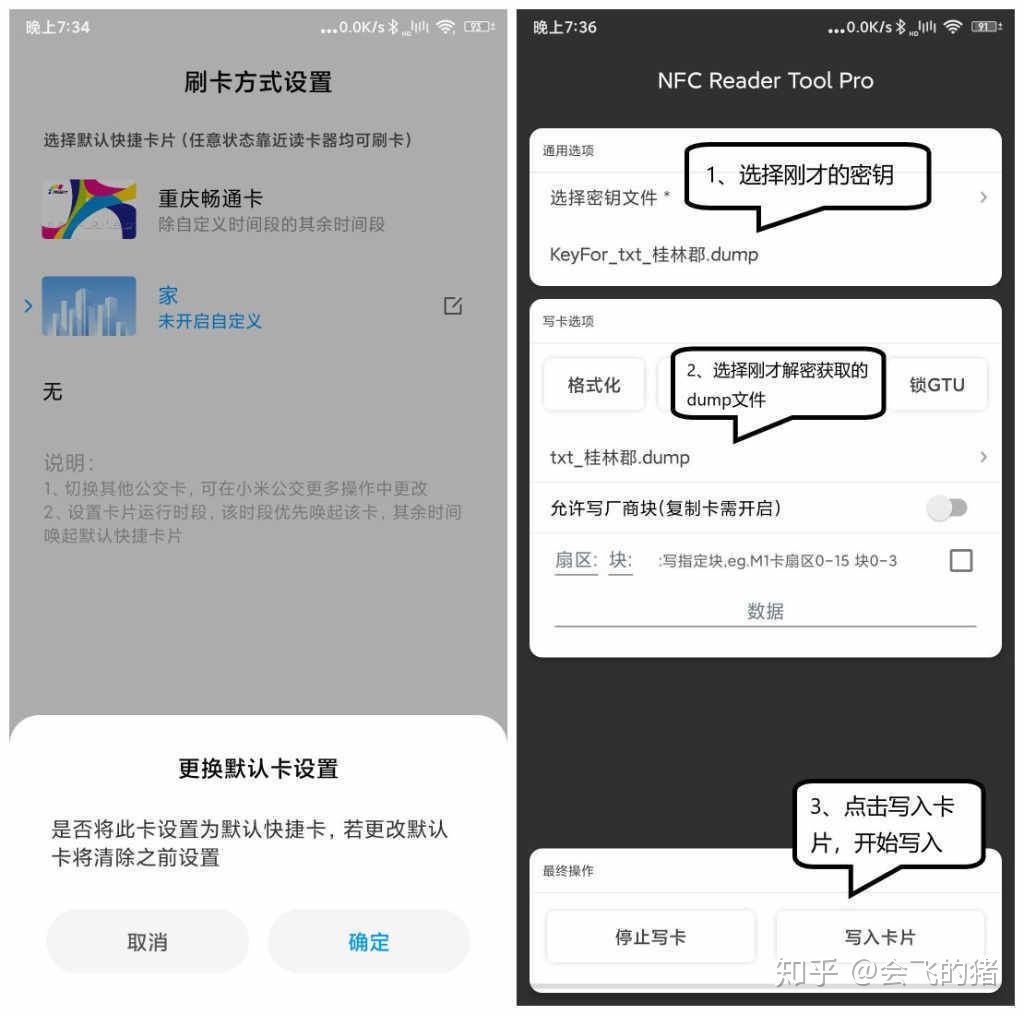 晚上7:34
...0.0K/s
HD
93
刷卡方式设置
选择默认快捷卡片(任意状态靠近读卡器均可刷卡)
重庆畅通卡
除自定义时间段的其余时间段
家
未开启自定义
无
说明:
1、切换其他公交卡，可在小米公交更多操作中更改
2、设置卡片运行时段，该时段优先唤起该卡，其余时间
唤起默认快捷卡片
更换默认卡设置
是否将此卡设置为默认快捷卡，若更改默认
卡将清除之前设置
取消
确定
晚上7:36
...0.0K/s
HD
91
NFC Reader Tool Pro
通用选项
1、选择刚才的密钥
选择密钥文件 *
KeyFor_txt_桂林郡.dump
写卡选项
格式化
2、选择刚才解密获取的
dump文件
锁GTU
txt_桂林郡.dump
允许写厂商块(复制卡需开启)
扇区: 块: :写指定块,eg.M1卡扇区0-15 块0-3
数据
3、点击写入卡
片，开始写入
最终操作
停止写卡
写入卡片
知乎 @会飞的猪